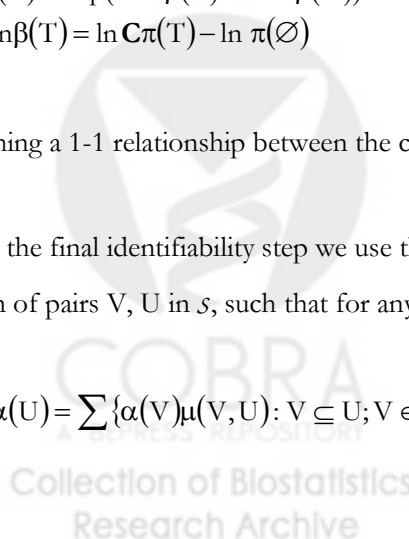 nβ(T) = ln Cπ(T) – ln π(∅)
ning a 1-1 relationship between the c
the final identifiability step we use th
n of pairs V, U in s, such that for any
α(U) = ∑{α(V)μ(V, U) : V ⊆ U; V ∈
COBRA
A BEPRESS REPOSITORY
Collection of Biostatistics
Research Archive